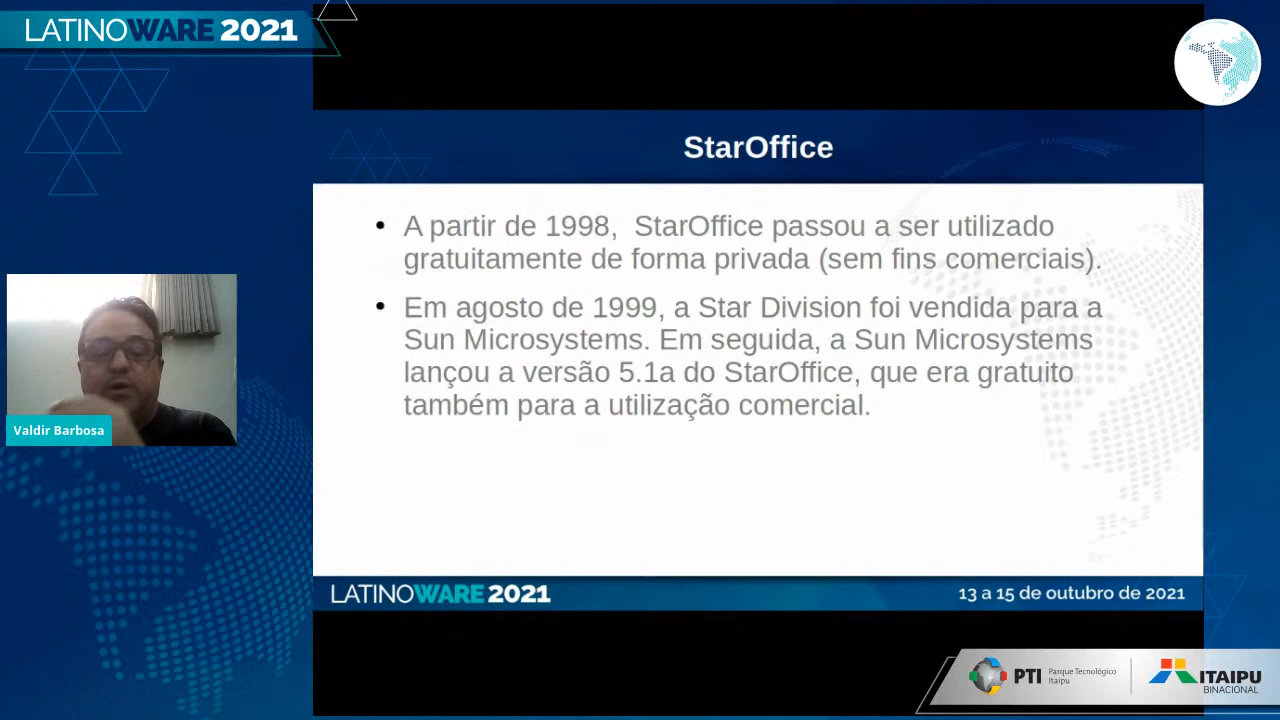 LATINOWARE 2021
StarOffice
• A partir de 1998,  StarOffice passou a ser utilizado
gratuitamente de forma privada (sem fins comerciais).
• Em agosto de 1999, a Star Division foi vendida para a
Sun Microsystems. Em seguida, a Sun Microsystems
lançou a versão 5.1a do StarOffice, que era gratuito
também para a utilização comercial.
Valdir Barbosa
LATINOWARE 2021
13 a 15 de outubro de 2021
PTI
Parque Tecnológico
Itaipu
ITAIPU
BINACIONAL